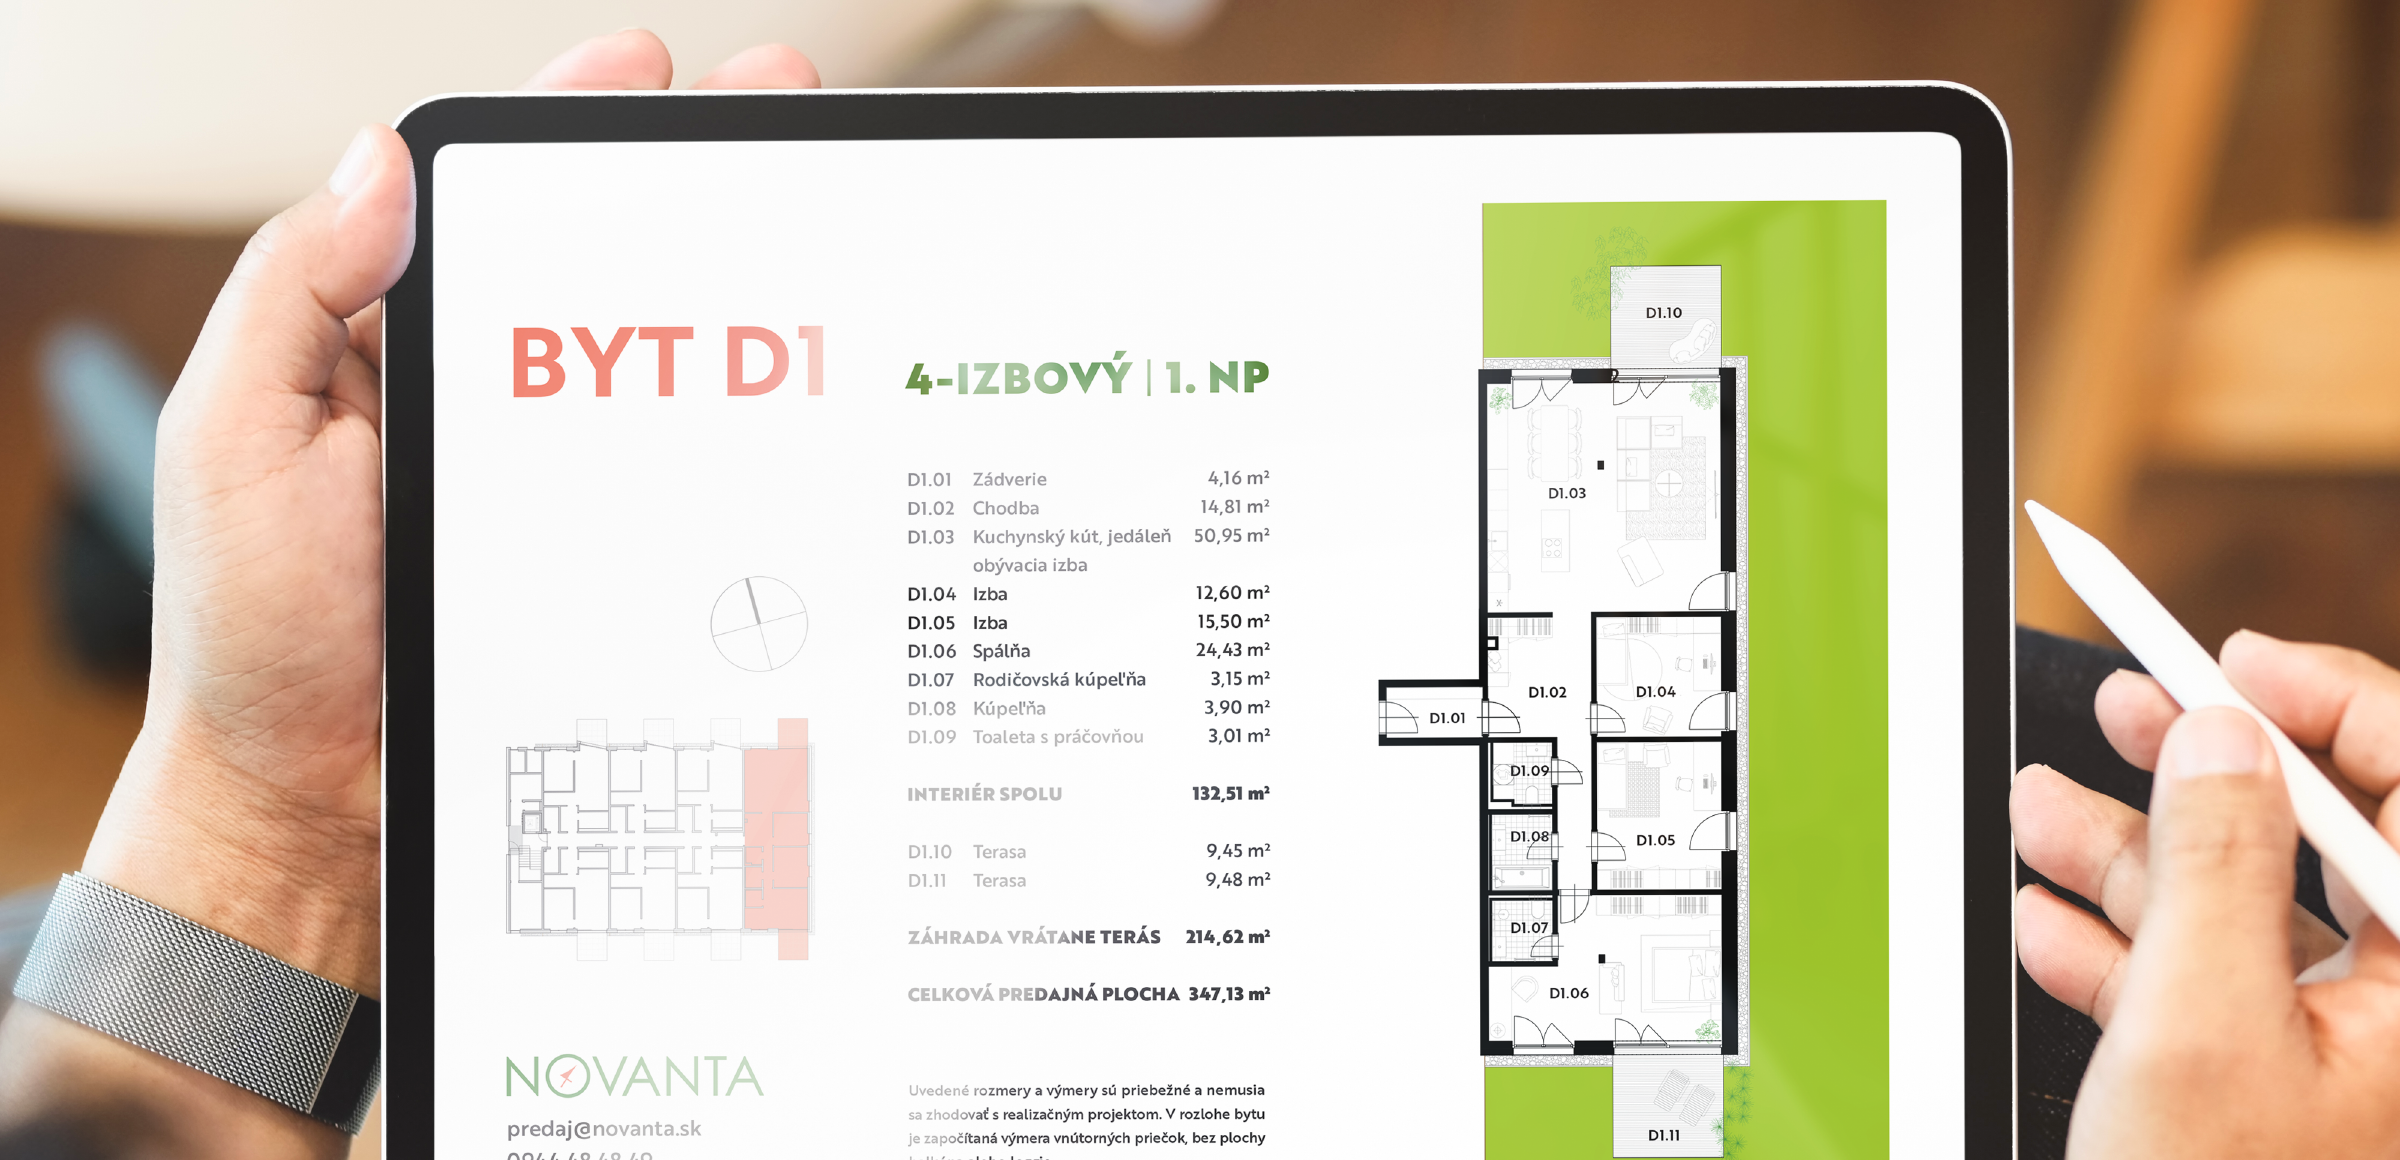 BYT D1
4-IZBOVÝ | 1. NP
D1.01 Zádverie 4,16 m²
D1.02 Chodba 14,81 m²
D1.03 Kuchynský kút, jedáleň 50,95 m²
obývacia izba
D1.04 Izba 12,60 m²
D1.05 Izba 15,50 m²
D1.06 Spálňa 24,43 m²
D1.07 Rodičovská kúpeľňa 3,15 m²
D1.08 Kúpeľňa 3,90 m²
D1.09 Toaleta s práčovňou 3,01 m²
INTERIÉR SPOLU 132,51 m²
D1.10 Terasa 9,45 m²
D1.11 Terasa 9,48 m²
ZÁHRADA VRÁTANE TERÁS 214,62 m²
CELKOVÁ PREDAJNÁ PLOCHA 347,13 m²
Uvedené rozmery a výmery sú priebežné a nemusia
sa zhodovať s realizačným projektom. V rozlohe bytu
je započítaná výmera vnútorných priečok, bez plochy
NOVANTA
predaj@novanta.sk
D1.10
D1.03
D1.02
D1.04
D1.01
D1.09
D1.08
D1.05
D1.07
D1.06
D1.11